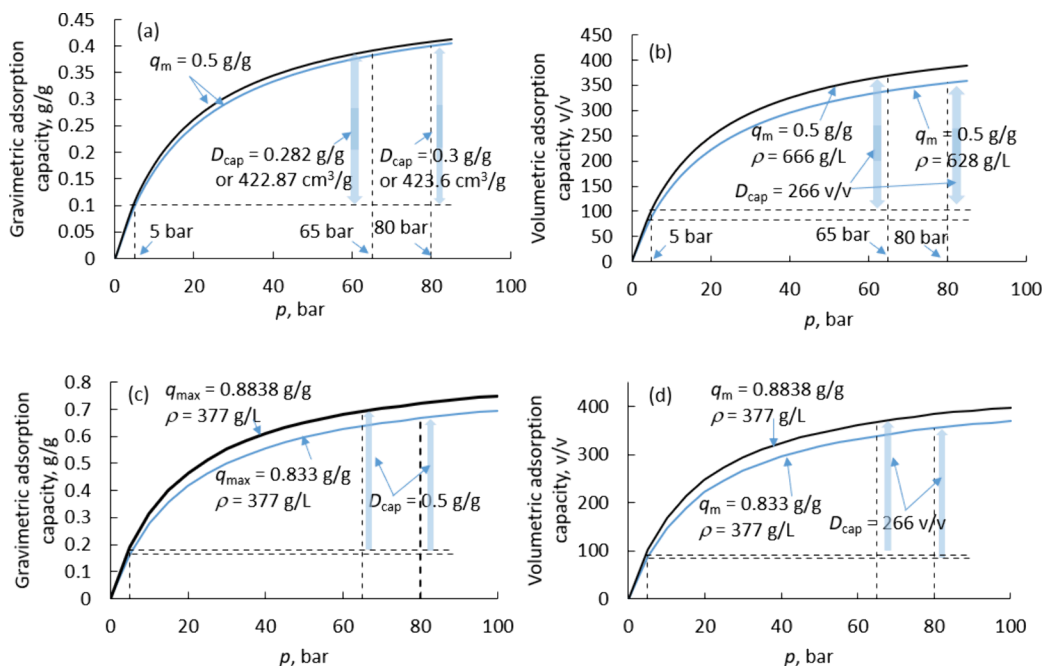 (a)
Gravimetric adsorption
capacity, g/g
0.45
0.4
0.35
0.3
0.25
0.2
0.15
0.1
0.05
0
qm = 0.5 g/g
Dcap = 0.282 g/g
or 422.87 cm³/g
Dcap = 0.3 g/g
or 423.6 cm³/g
5 bar
65 bar
80 bar
0 20 40 60 80 100
p, bar
(b)
Volumetric adsorption
capacity, v/v
450
400
350
300
250
200
150
100
50
0
qm = 0.5 g/g
ρ = 666 g/L
qm = 0.5 g/g
ρ = 628 g/L
Dcap = 266 v/v
5 bar
65 bar
80 bar
0 20 40 60 80 100
p, bar
(c)
Gravimetric adsorption
capacity, g/g
0.8
0.7
0.6
0.5
0.4
0.3
0.2
0.1
0
qmax = 0.8838 g/g
ρ = 377 g/L
qmax = 0.833 g/g
ρ = 377 g/L
Dcap = 0.5 g/g
0 20 40 60 80 100
p, bar
(d)
Volumetric adsorption
capacity, v/v
400
300
200
100
0
qm = 0.8838 g/g
ρ = 377 g/L
qm = 0.833 g/g
ρ = 377 g/L
Dcap = 266 v/v
0 20 40 60 80 100
p, bar